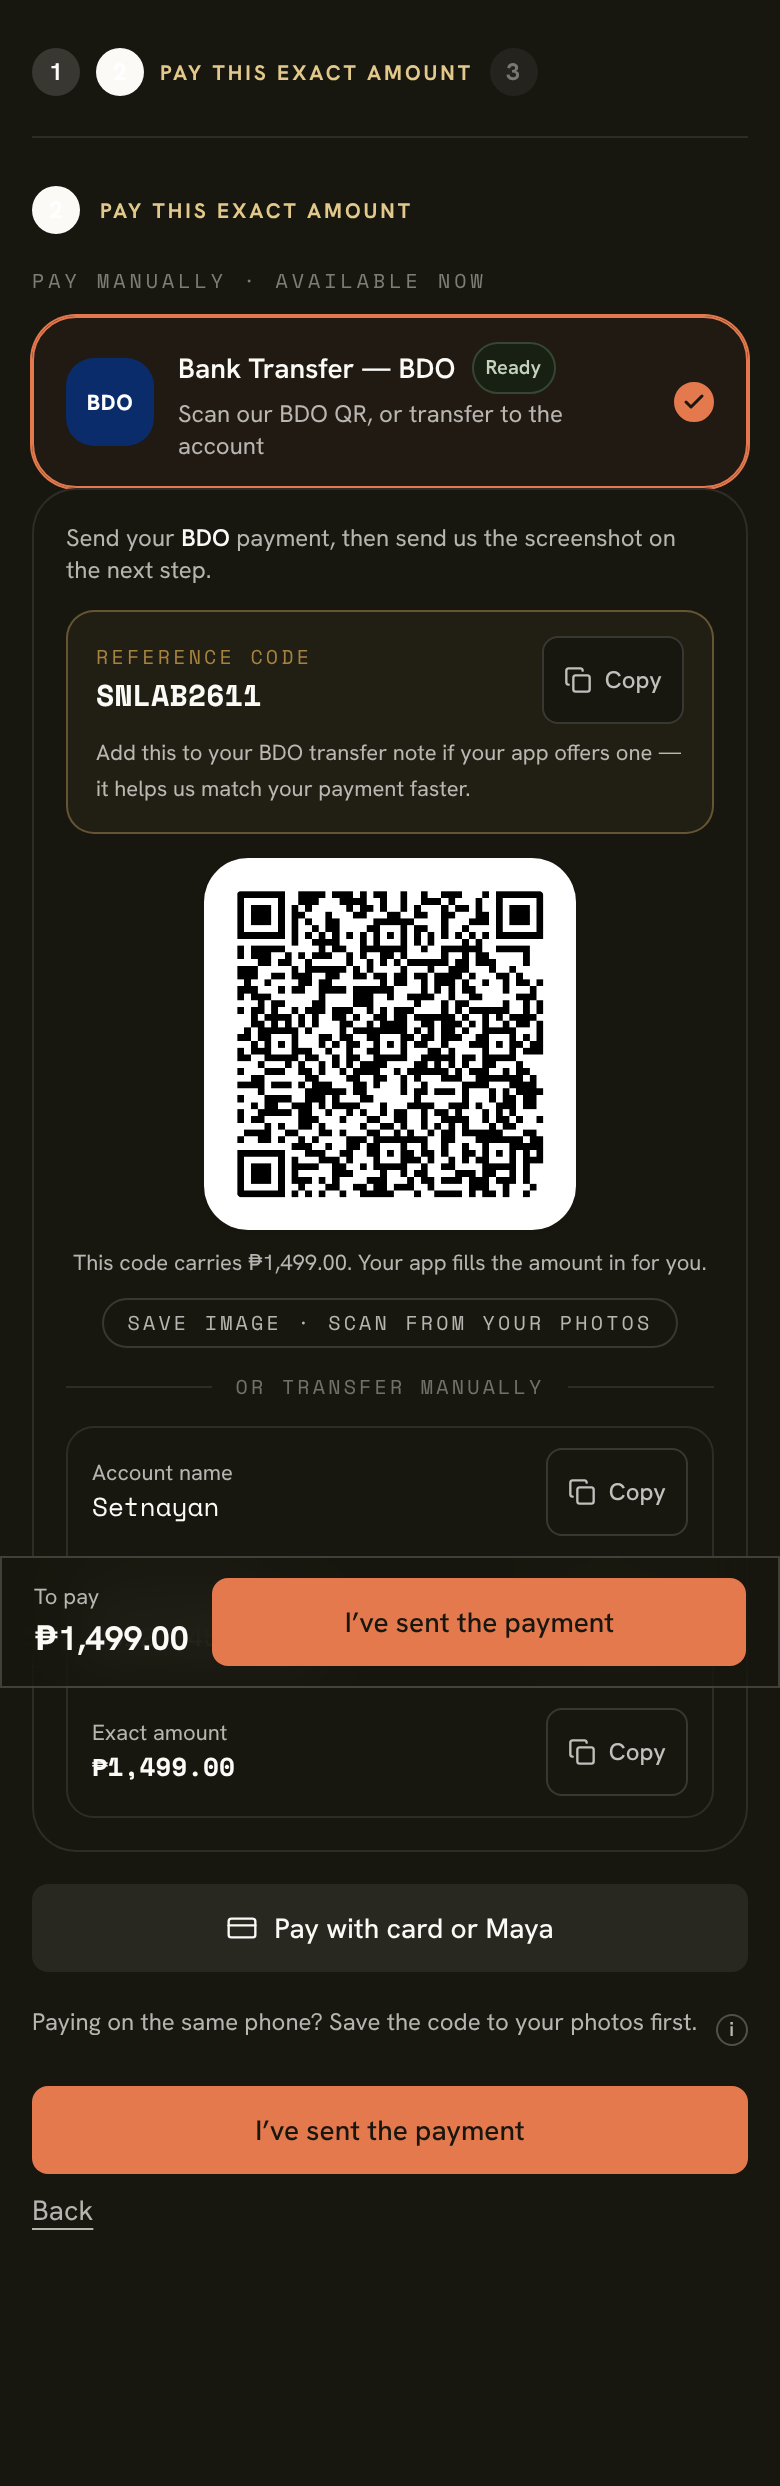 1 2 PAY THIS EXACT AMOUNT 3
2 PAY THIS EXACT AMOUNT
PAY MANUALLY · AVAILABLE NOW
BDO
Bank Transfer — BDO Ready
Scan our BDO QR, or transfer to the
account
Send your BDO payment, then send us the screenshot on
the next step.
REFERENCE CODE
SNLAB2611
Copy
Add this to your BDO transfer note if your app offers one —
it helps us match your payment faster.
This code carries ₱1,499.00. Your app fills the amount in for you.
SAVE IMAGE · SCAN FROM YOUR PHOTOS
OR TRANSFER MANUALLY
Account name
Setnayan
Copy
To pay
₱1,499.00
I’ve sent the payment
Exact amount
₱1,499.00
Copy
Pay with card or Maya
Paying on the same phone? Save the code to your photos first. i
I’ve sent the payment
Back